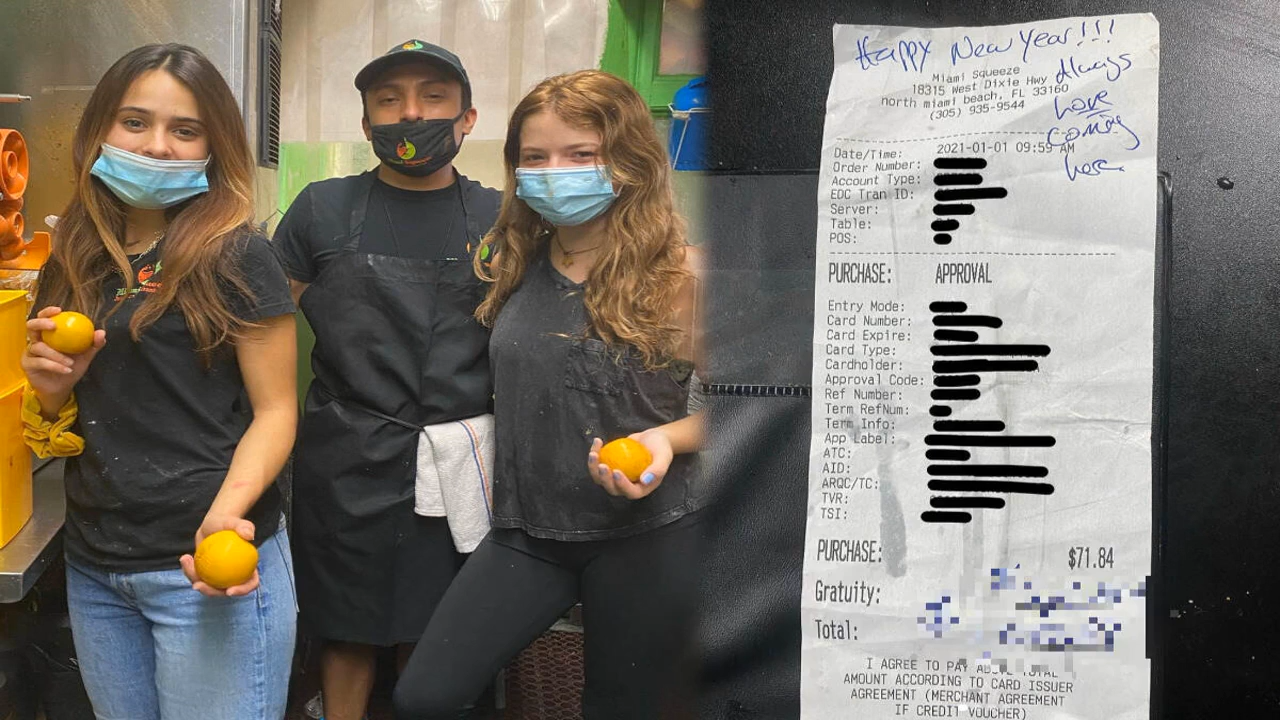 Happy New Year!!!
Always
Love
Coming
here.
Miami Squeeze
18315 West Dixie Hwy
north miami beach, FL 33160
(305) 935-9544
Date/Time: 2021-01-01 09:59 AM
Order Number:
Account Type:
EDC Tran ID:
Server:
Table:
POS:
PURCHASE: APPROVAL
Entry Mode:
Card Number:
Card Expire:
Card Type:
Cardholder:
Approval Code:
Ref Number:
Term RefNum:
Term Info:
App Label:
ATC:
AID:
ARQC/TC:
TVR:
TSI:
PURCHASE: $71.84
Gratuity:
Total:
I AGREE TO PAY ABOVE TOTAL
AMOUNT ACCORDING TO CARD ISSUER
AGREEMENT (MERCHANT AGREEMENT
IF CREDIT VOUCHER)